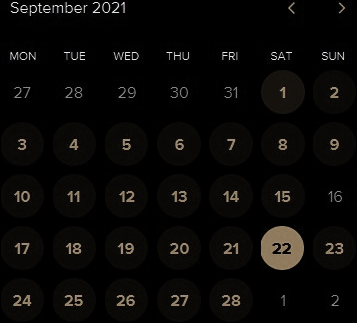 September 2021
MON TUE WED THU FRI SAT SUN
27 28 29 30 31 1 2
3 4 5 6 7 8 9
10 11 12 13 14 15 16
17 18 19 20 21 22 23
24 25 26 27 28 1 2